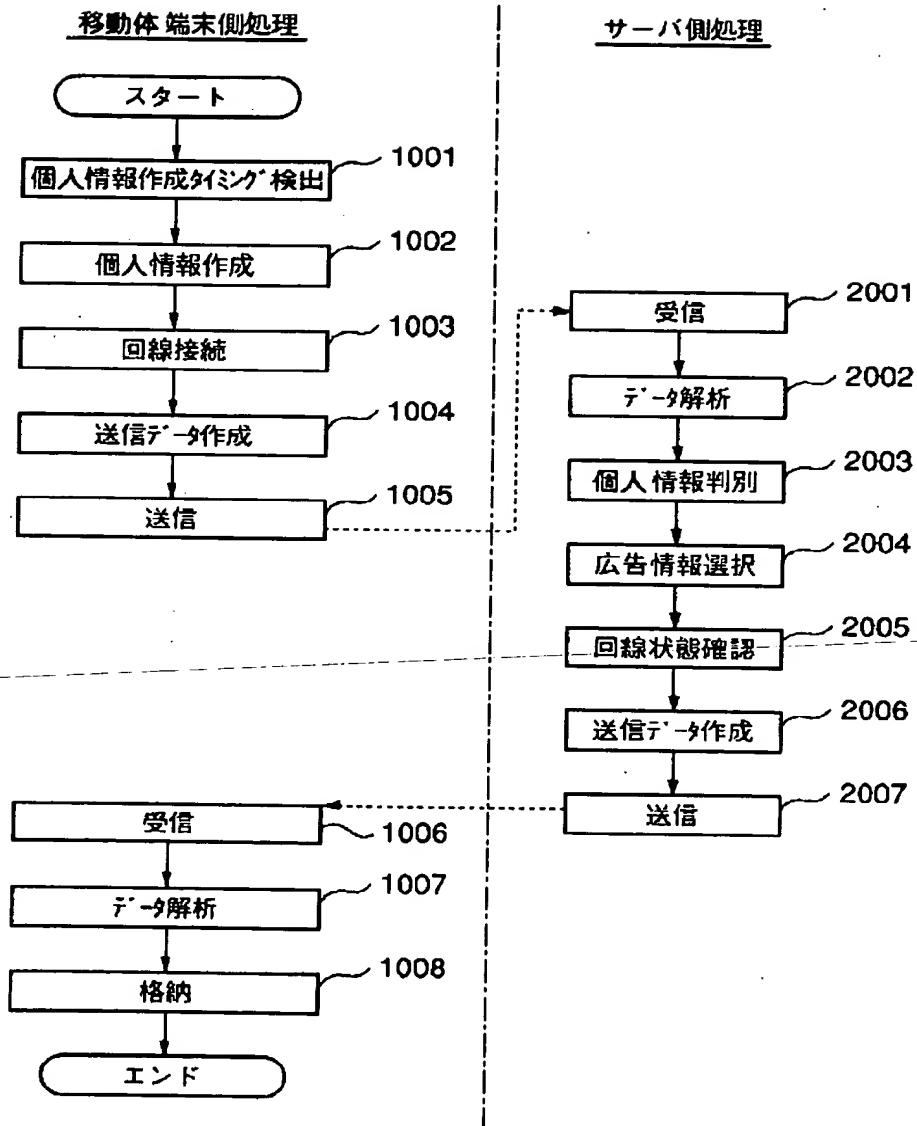 移動体端末側処理
スタート
1001
個人情報作成タイミング検出
1002
個人情報作成
1003
回線接続
1004
送信データ作成
1005
送信
1006
受信
1007
データ解析
1008
格納
エンド
サーバ側処理
2001
受信
2002
データ解析
2003
個人情報判別
2004
広告情報選択
2005
回線状態確認
2006
送信データ作成
2007
送信